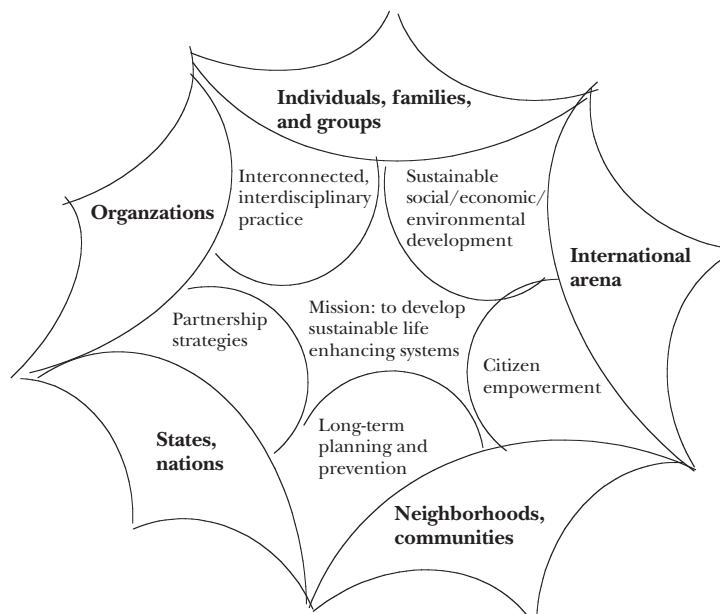 Individuals, families,
and groups
Interconnected,
interdisciplinary
practice
Sustainable
social/economic/
environmental
development
Organzations
International
arena
Mission: to develop
sustainable life
enhancing systems
Partnership
strategies
Citizen
empowerment
Long-term
planning and
prevention
States,
nations
Neighborhoods,
communities